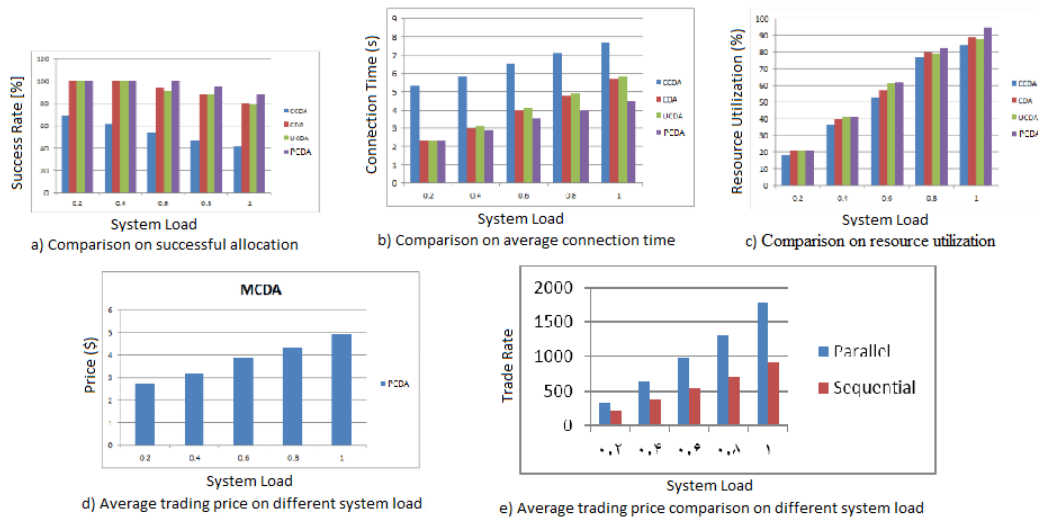 120
100
80
60
40
20
0
Success Rate [%]
0.2 0.4 0.6 0.8 1
CCDA
CDA
UCDA
PCDA
System Load
a) Comparison on successful allocation
9
8
7
6
5
4
3
2
1
0
Connection Time (s)
0.2 0.4 0.6 0.8 1
CCDA
CDA
UCDA
PCDA
System Load
b) Comparison on average connection time
100
90
80
70
60
50
40
30
20
10
0
Resource Utilization (%)
0.2 0.4 0.6 0.8 1
CCDA
CDA
UCDA
PCDA
System Load
c) Comparison on resource utilization
MCDA
6
5
4
3
2
1
0
Price ($)
0.2 0.4 0.6 0.8 1
PCDA
System Load
d) Average trading price on different system load
2000
1500
1000
500
0
Trade Rate
۰.۲ ۰.۴ ۰.۶ ۰.۸ ۱
Parallel
Sequential
System Load
e) Average trading price comparison on different system load